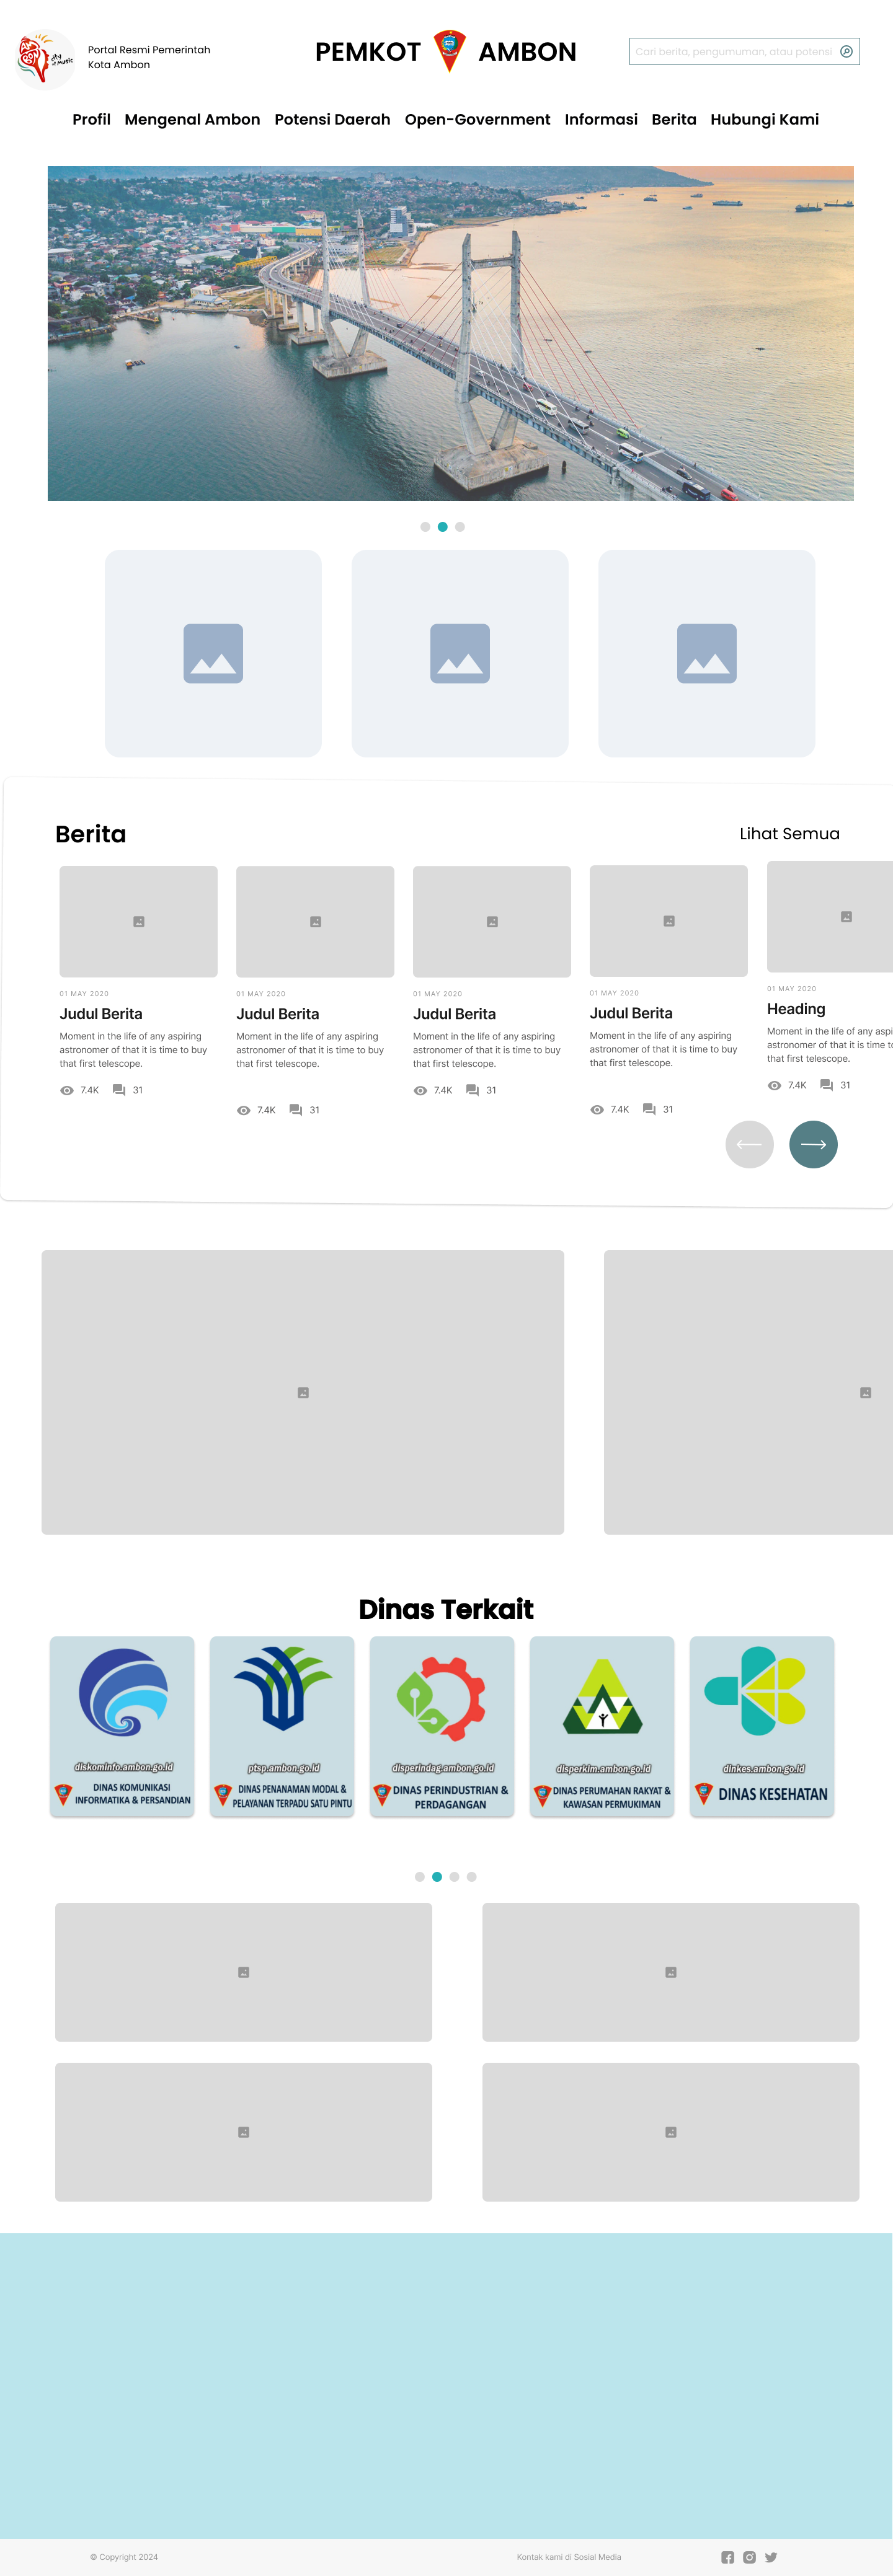 city of music
Portal Resmi Pemerintah
Kota Ambon
PEMKOT AMBON
Cari berita, pengumuman, atau potensi
Profil Mengenal Ambon Potensi Daerah Open-Government Informasi Berita Hubungi Kami
Berita
Lihat Semua
01 MAY 2020
Judul Berita
Moment in the life of any aspiring
astronomer of that it is time to buy
that first telescope.
7.4K 31
01 MAY 2020
Judul Berita
Moment in the life of any aspiring
astronomer of that it is time to buy
that first telescope.
7.4K 31
01 MAY 2020
Judul Berita
Moment in the life of any aspiring
astronomer of that it is time to buy
that first telescope.
7.4K 31
01 MAY 2020
Judul Berita
Moment in the life of any aspiring
astronomer of that it is time to buy
that first telescope.
7.4K 31
01 MAY 2020
Heading
Moment in the life of any aspi
astronomer of that it is time to
that first telescope.
7.4K 31
Dinas Terkait
diskominfo.ambon.go.id
DINAS KOMUNIKASI
INFORMATIKA & PERSANDIAN
ptsp.ambon.go.id
DINAS PENANAMAN MODAL &
PELAYANAN TERPADU SATU PINTU
disperindag.ambon.go.id
DINAS PERINDUSTRIAN &
PERDAGANGAN
disperkim.ambon.go.id
DINAS PERUMAHAN RAKYAT &
KAWASAN PERMUKIMAN
dinkes.ambon.go.id
DINAS KESEHATAN
© Copyright 2024
Kontak kami di Sosial Media